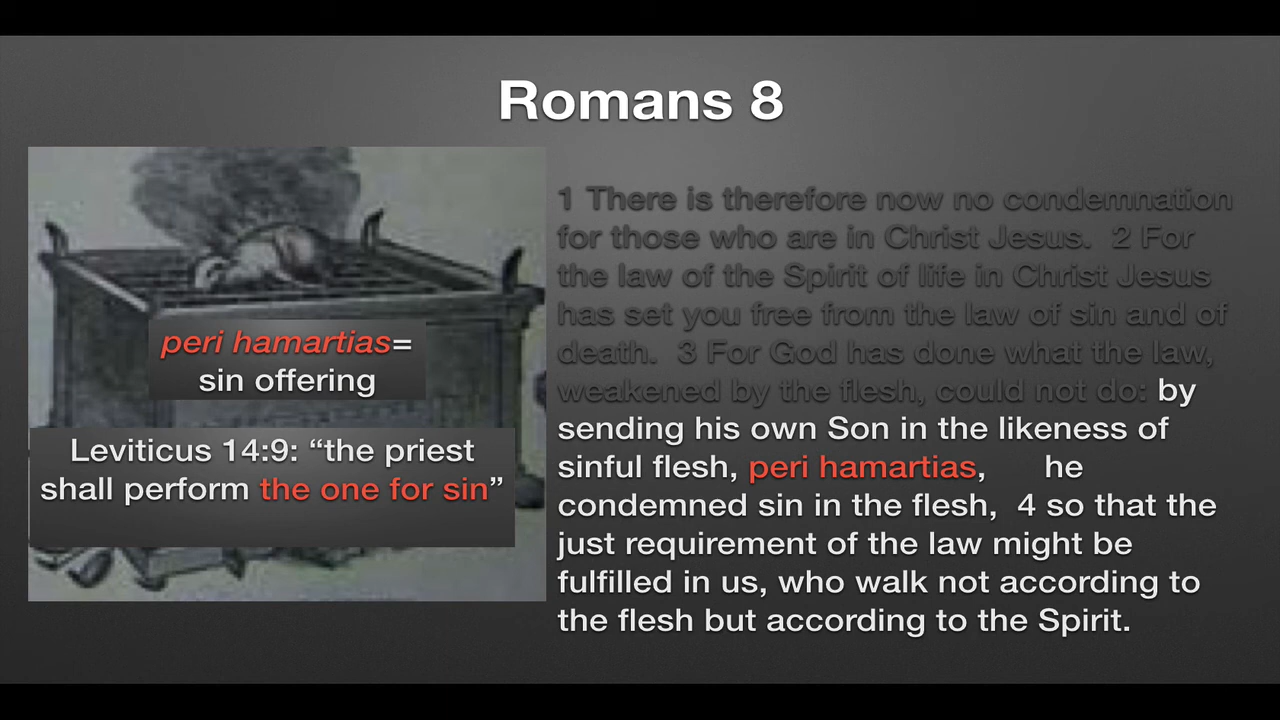 Romans 8
peri hamartias=
sin offering
Leviticus 14:9: “the priest
shall perform the one for sin”
1 There is therefore now no condemnation
for those who are in Christ Jesus. 2 For
the law of the Spirit of life in Christ Jesus
has set you free from the law of sin and of
death. 3 For God has done what the law,
weakened by the flesh, could not do: by
sending his own Son in the likeness of
sinful flesh, peri hamartias, he
condemned sin in the flesh, 4 so that the
just requirement of the law might be
fulfilled in us, who walk not according to
the flesh but according to the Spirit.